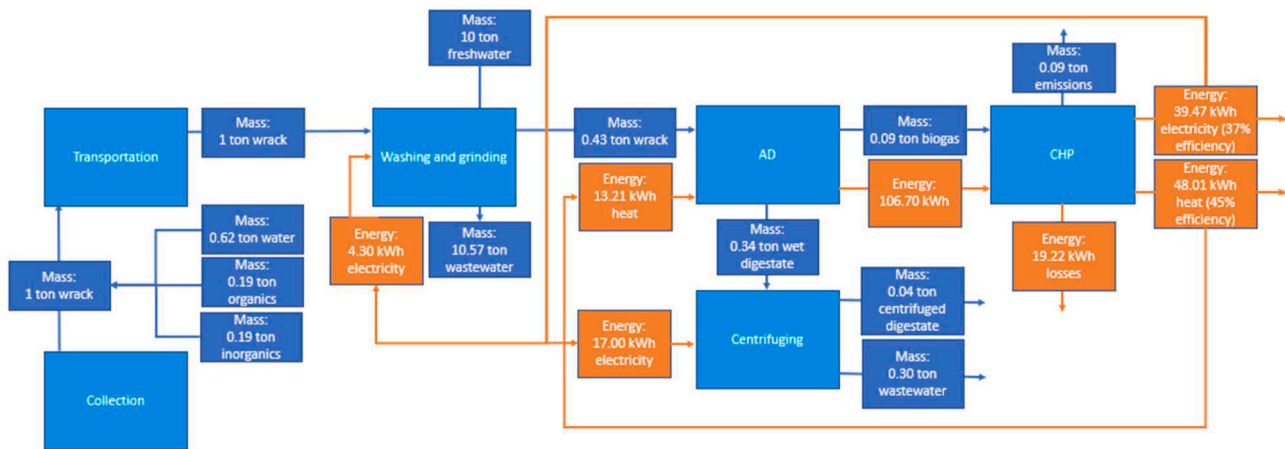 Mass:
10 ton
freshwater
Mass:
0.09 ton
emissions
Transportation
Mass:
1 ton wrack
Washing and grinding
Mass:
0.43 ton wrack
AD
Mass:
0.09 ton biogas
CHP
Energy:
39.47 kWh
electricity (37%
efficiency)
Energy:
13.21 kWh
heat
Energy:
106.70 kWh
Energy:
48.01 kWh
heat (45%
efficiency)
Mass:
0.62 ton water
Energy:
4.30 kWh
electricity
Mass:
10.57 ton
wastewater
Mass:
0.34 ton wet
digestate
Energy:
19.22 kWh
losses
Mass:
1 ton wrack
Mass:
0.19 ton
organics
Mass:
0.19 ton
inorganics
Collection
Energy:
17.00 kWh
electricity
Centrifuging
Mass:
0.04 ton
centrifuged
digestate
Mass:
0.30 ton
wastewater